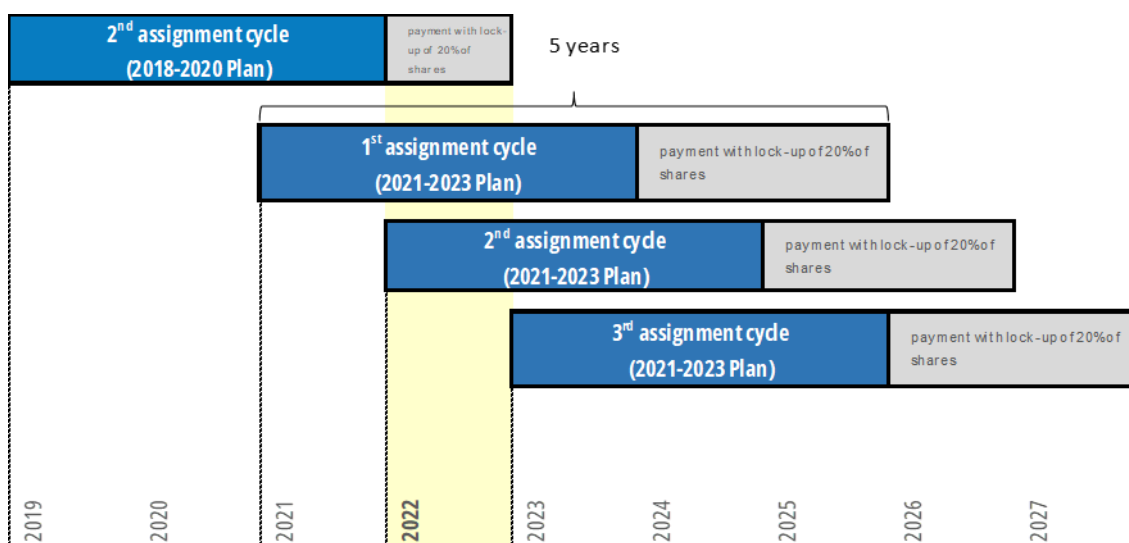 2nd assignment cycle
(2018-2020 Plan)
payment with lock-
up of 20% of
shares
5 years
1st assignment cycle
(2021-2023 Plan)
payment with lock-up of 20% of
shares
2nd assignment cycle
(2021-2023 Plan)
payment with lock-up of 20% of
shares
3rd assignment cycle
(2021-2023 Plan)
payment with lock-up of 20% of
shares
2019
2020
2021
2022
2023
2024
2025
2026
2027